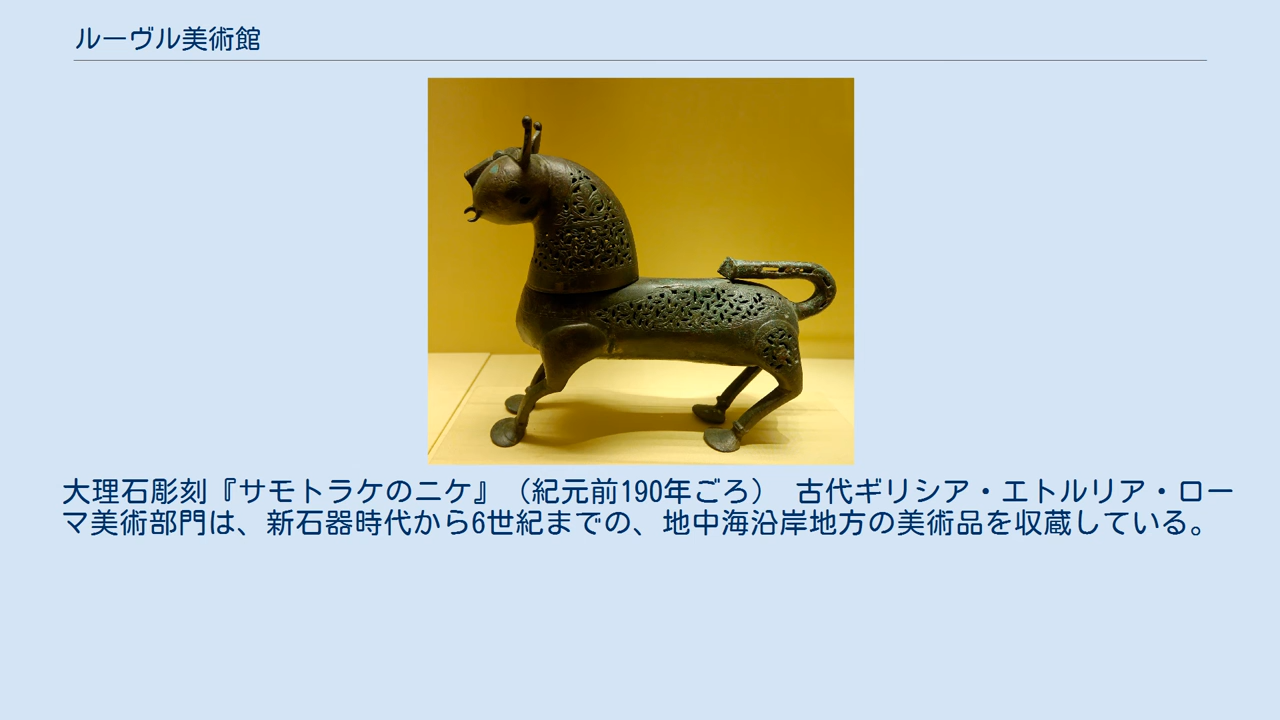 ルーヴル美術館
大理石彫刻『サモトラケのニケ』（紀元前190年ごろ） 古代ギリシア・エトルリア・ロー
マ美術部門は、新石器時代から6世紀までの、地中海沿岸地方の美術品を収蔵している。